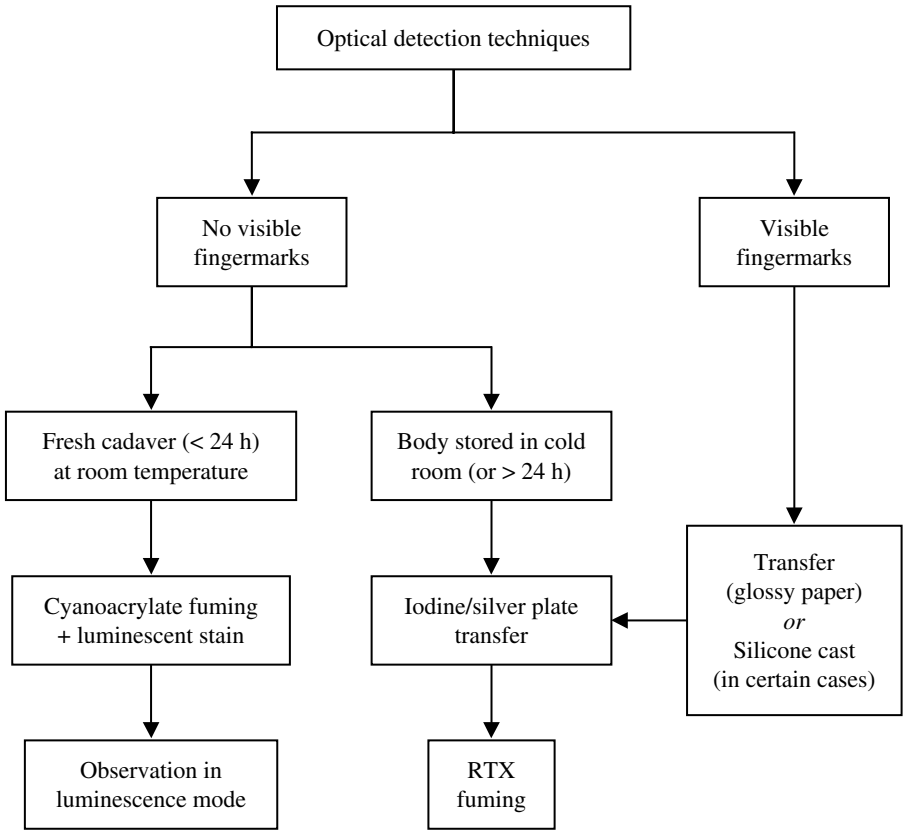 Optical detection techniques
No visible
fingermarks
Visible
fingermarks
Fresh cadaver (< 24 h)
at room temperature
Body stored in cold
room (or > 24 h)
Transfer
(glossy paper)
or
Silicone cast
(in certain cases)
Cyanoacrylate fuming
+ luminescent stain
Iodine/silver plate
transfer
Observation in
luminescence mode
RTX
fuming